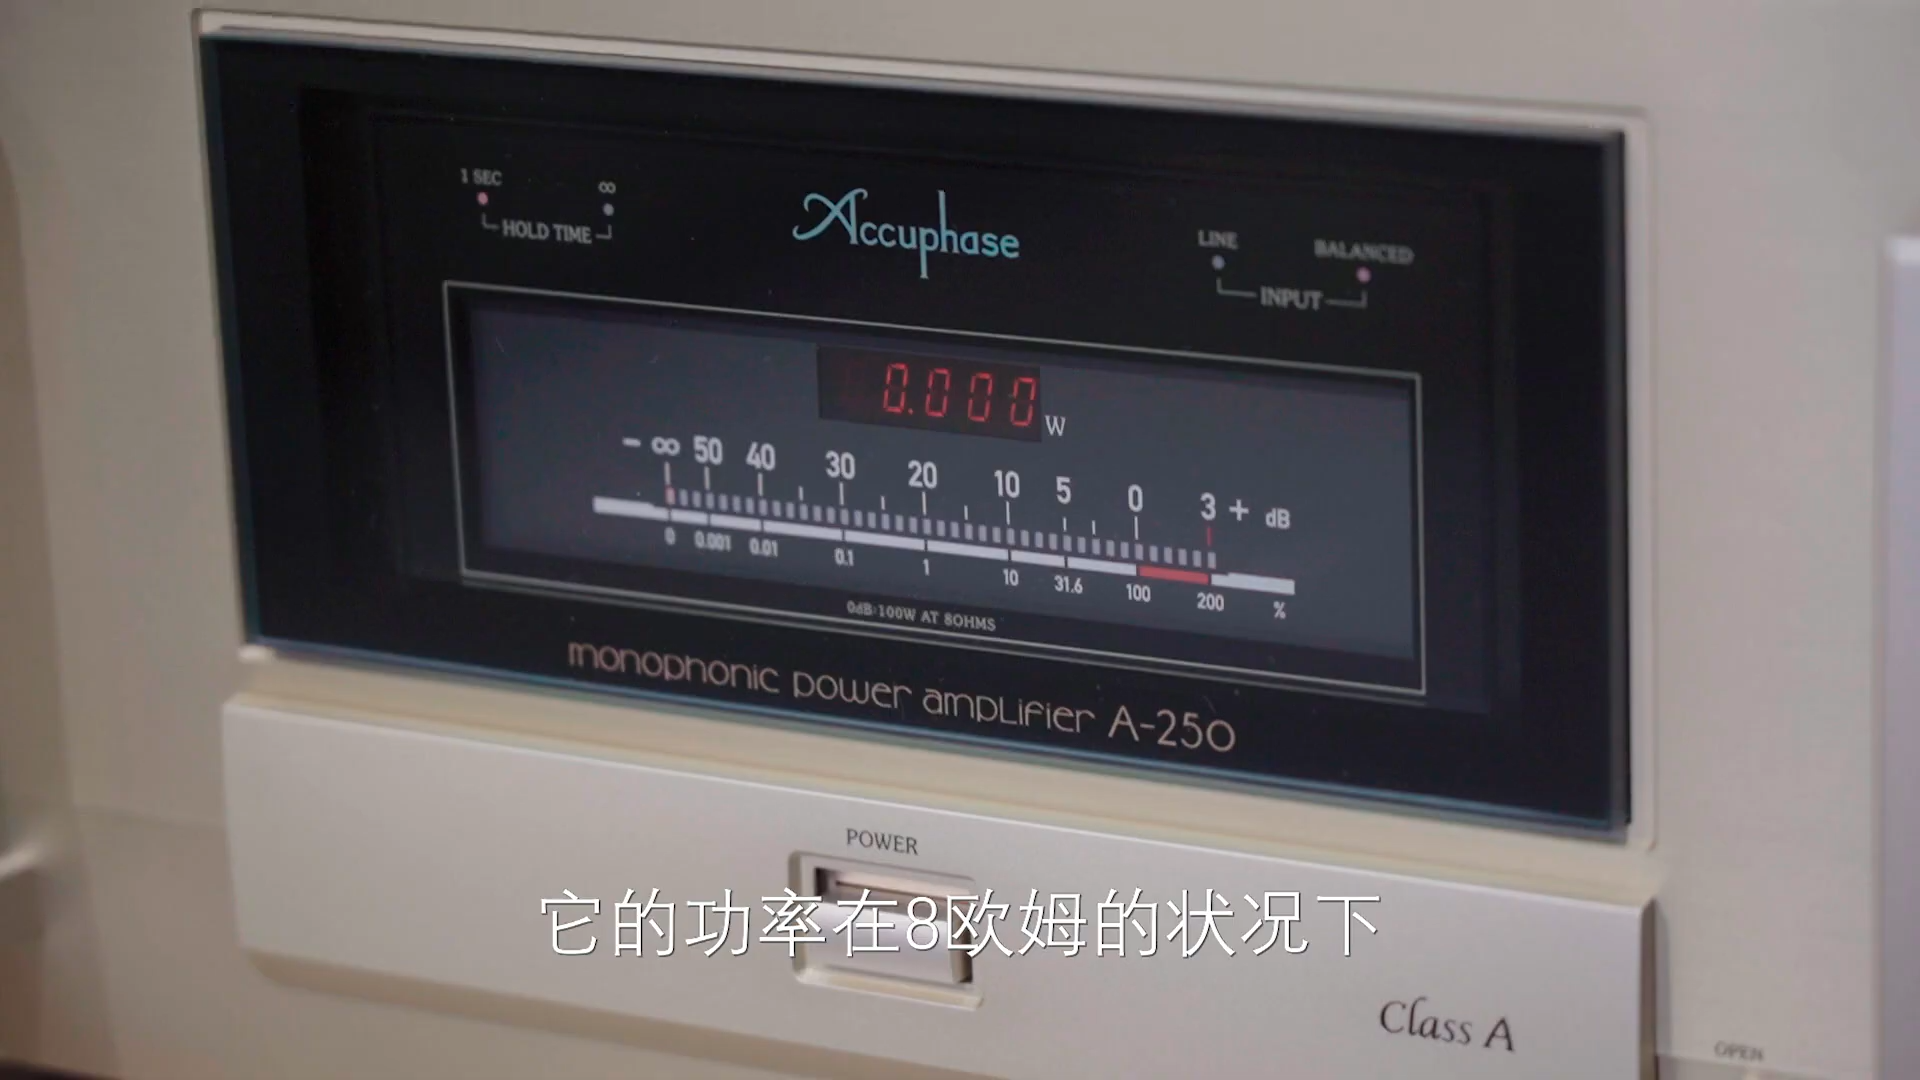 1 SEC
∞
HOLD TIME
Accuphase
LINE
BALANCED
INPUT
0.000 W
- ∞ 50 40 30 20 10 5 0 3 + dB
0 0.001 0.01 0.1 1 10 31.6 100 200 %
0dB:100W AT 8OHMS
monophonic power amplifier A-250
POWER
它的功率在8欧姆的状况下
Class A
OPEN